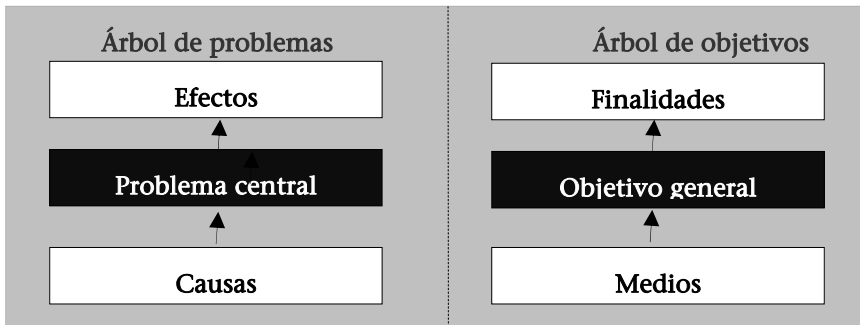 Árbol de problemas
Efectos
Problema central
Causas
Árbol de objetivos
Finalidades
Objetivo general
Medios